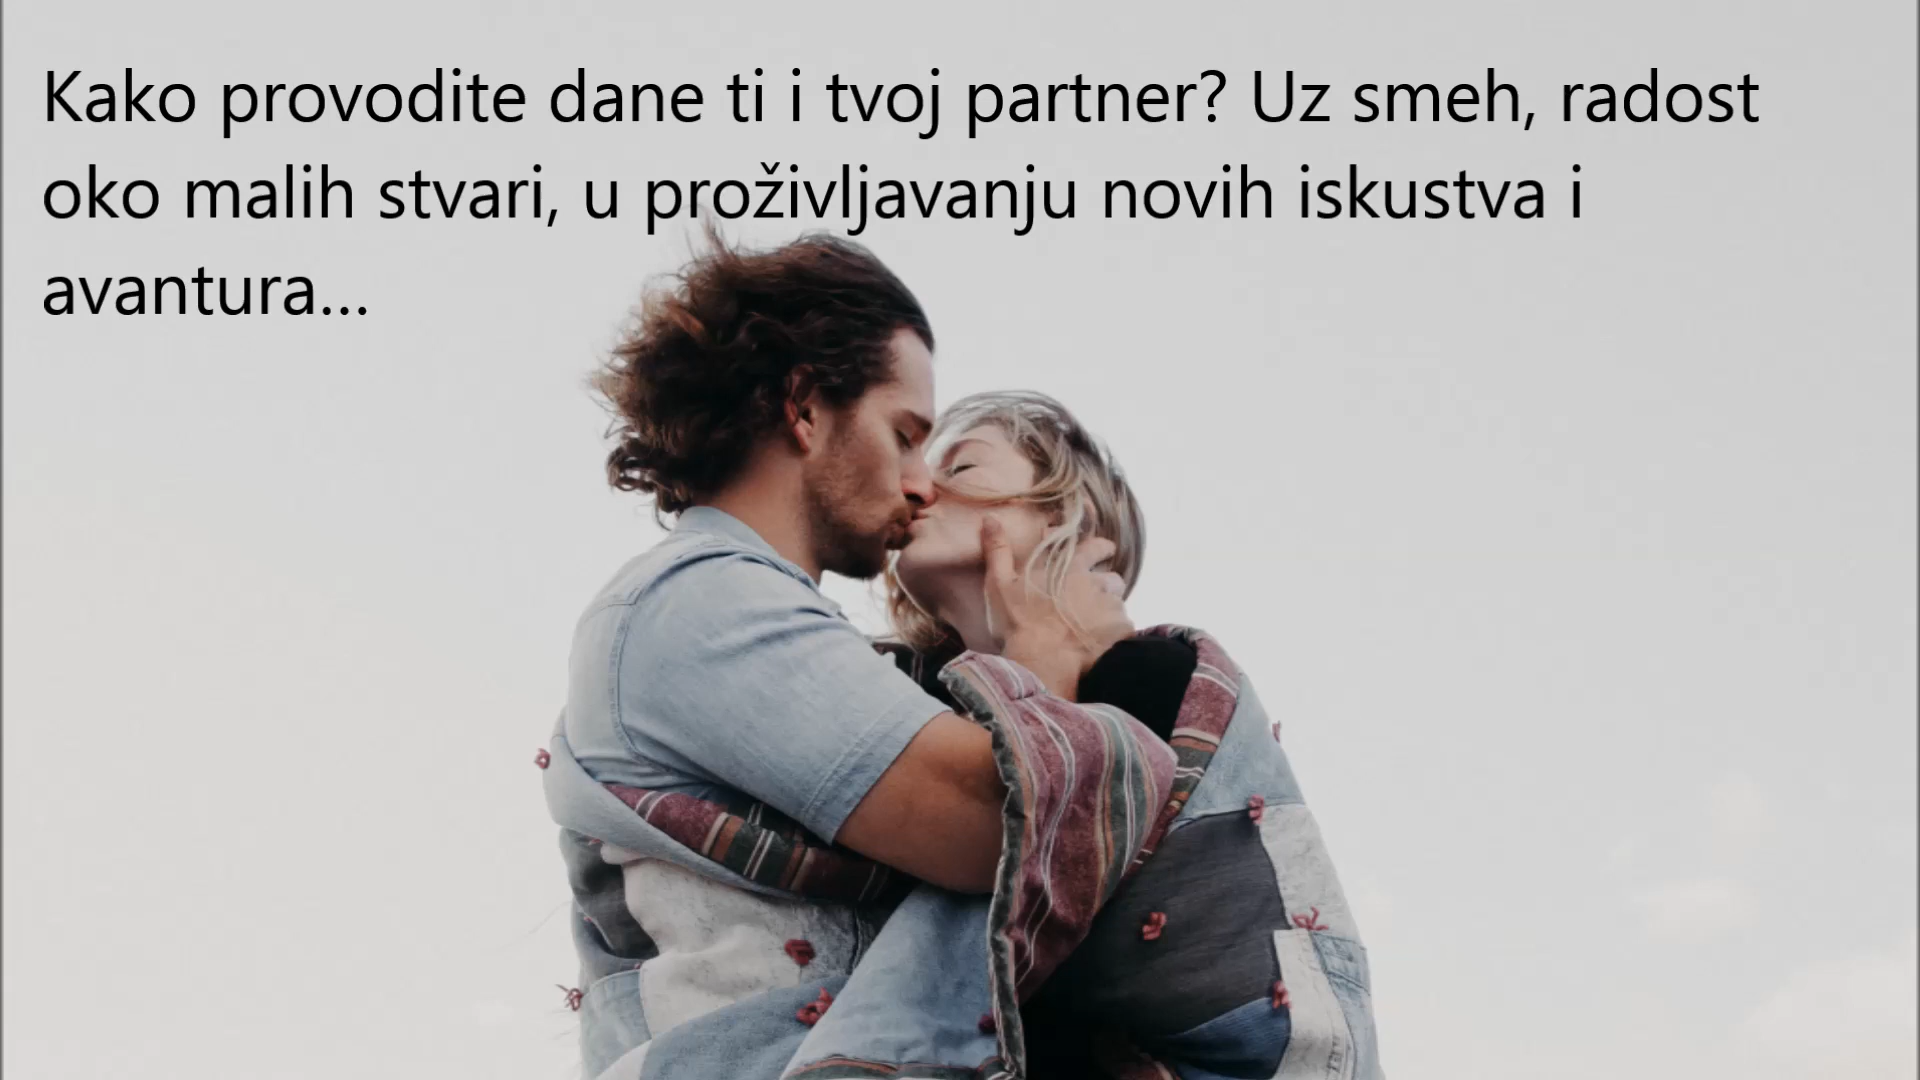 Kako provodite dane ti i tvoj partner? Uz smeh, radost
oko malih stvari, u proživljavanju novih iskustva i
avantura...